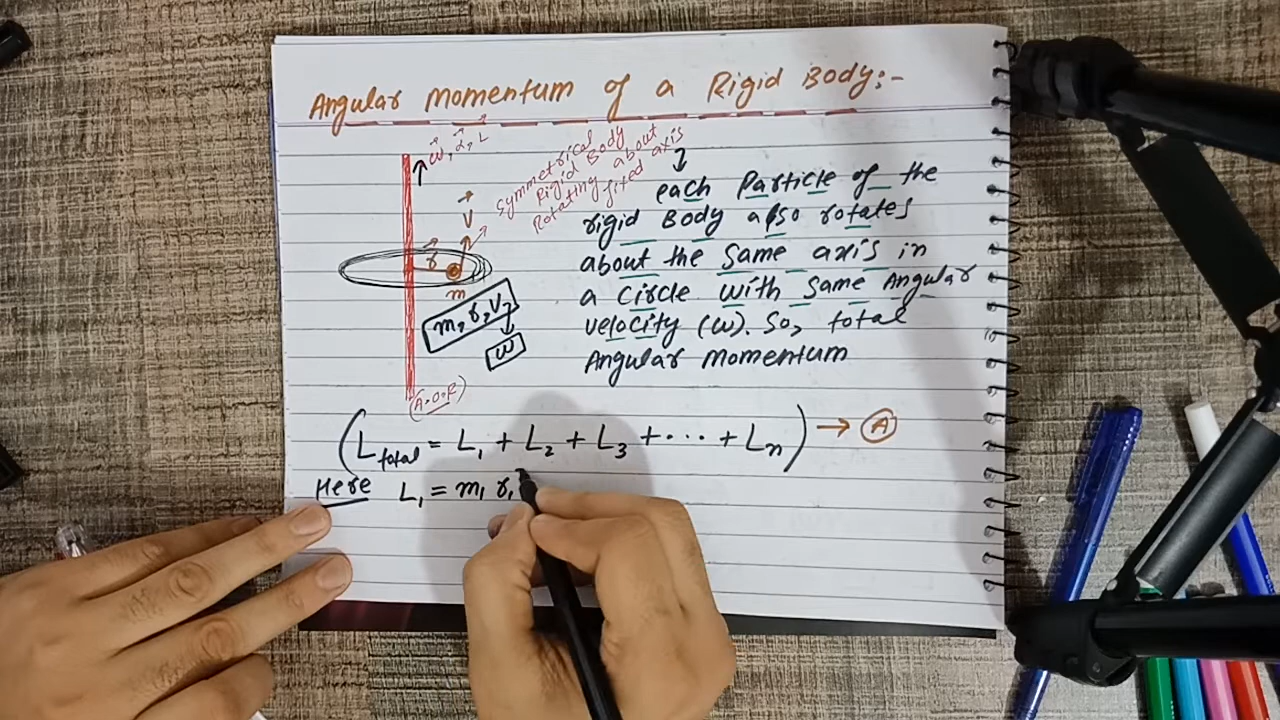 Angular momentum of a Rigid Body:-
ω, α, L
Symmetrical
Rigid Body
Rotating about
fixed axis
each Particle of the
rigid Body also rotates
about the same axis in
a circle with same Angular
velocity (ω). So, total
Angular momentum
V
r
m
m, r, V
ω
(A.O.R)
(L total = L₁ + L₂ + L₃ + ... + Lₙ) → Ⓐ
Here L₁ = m₁ r₁